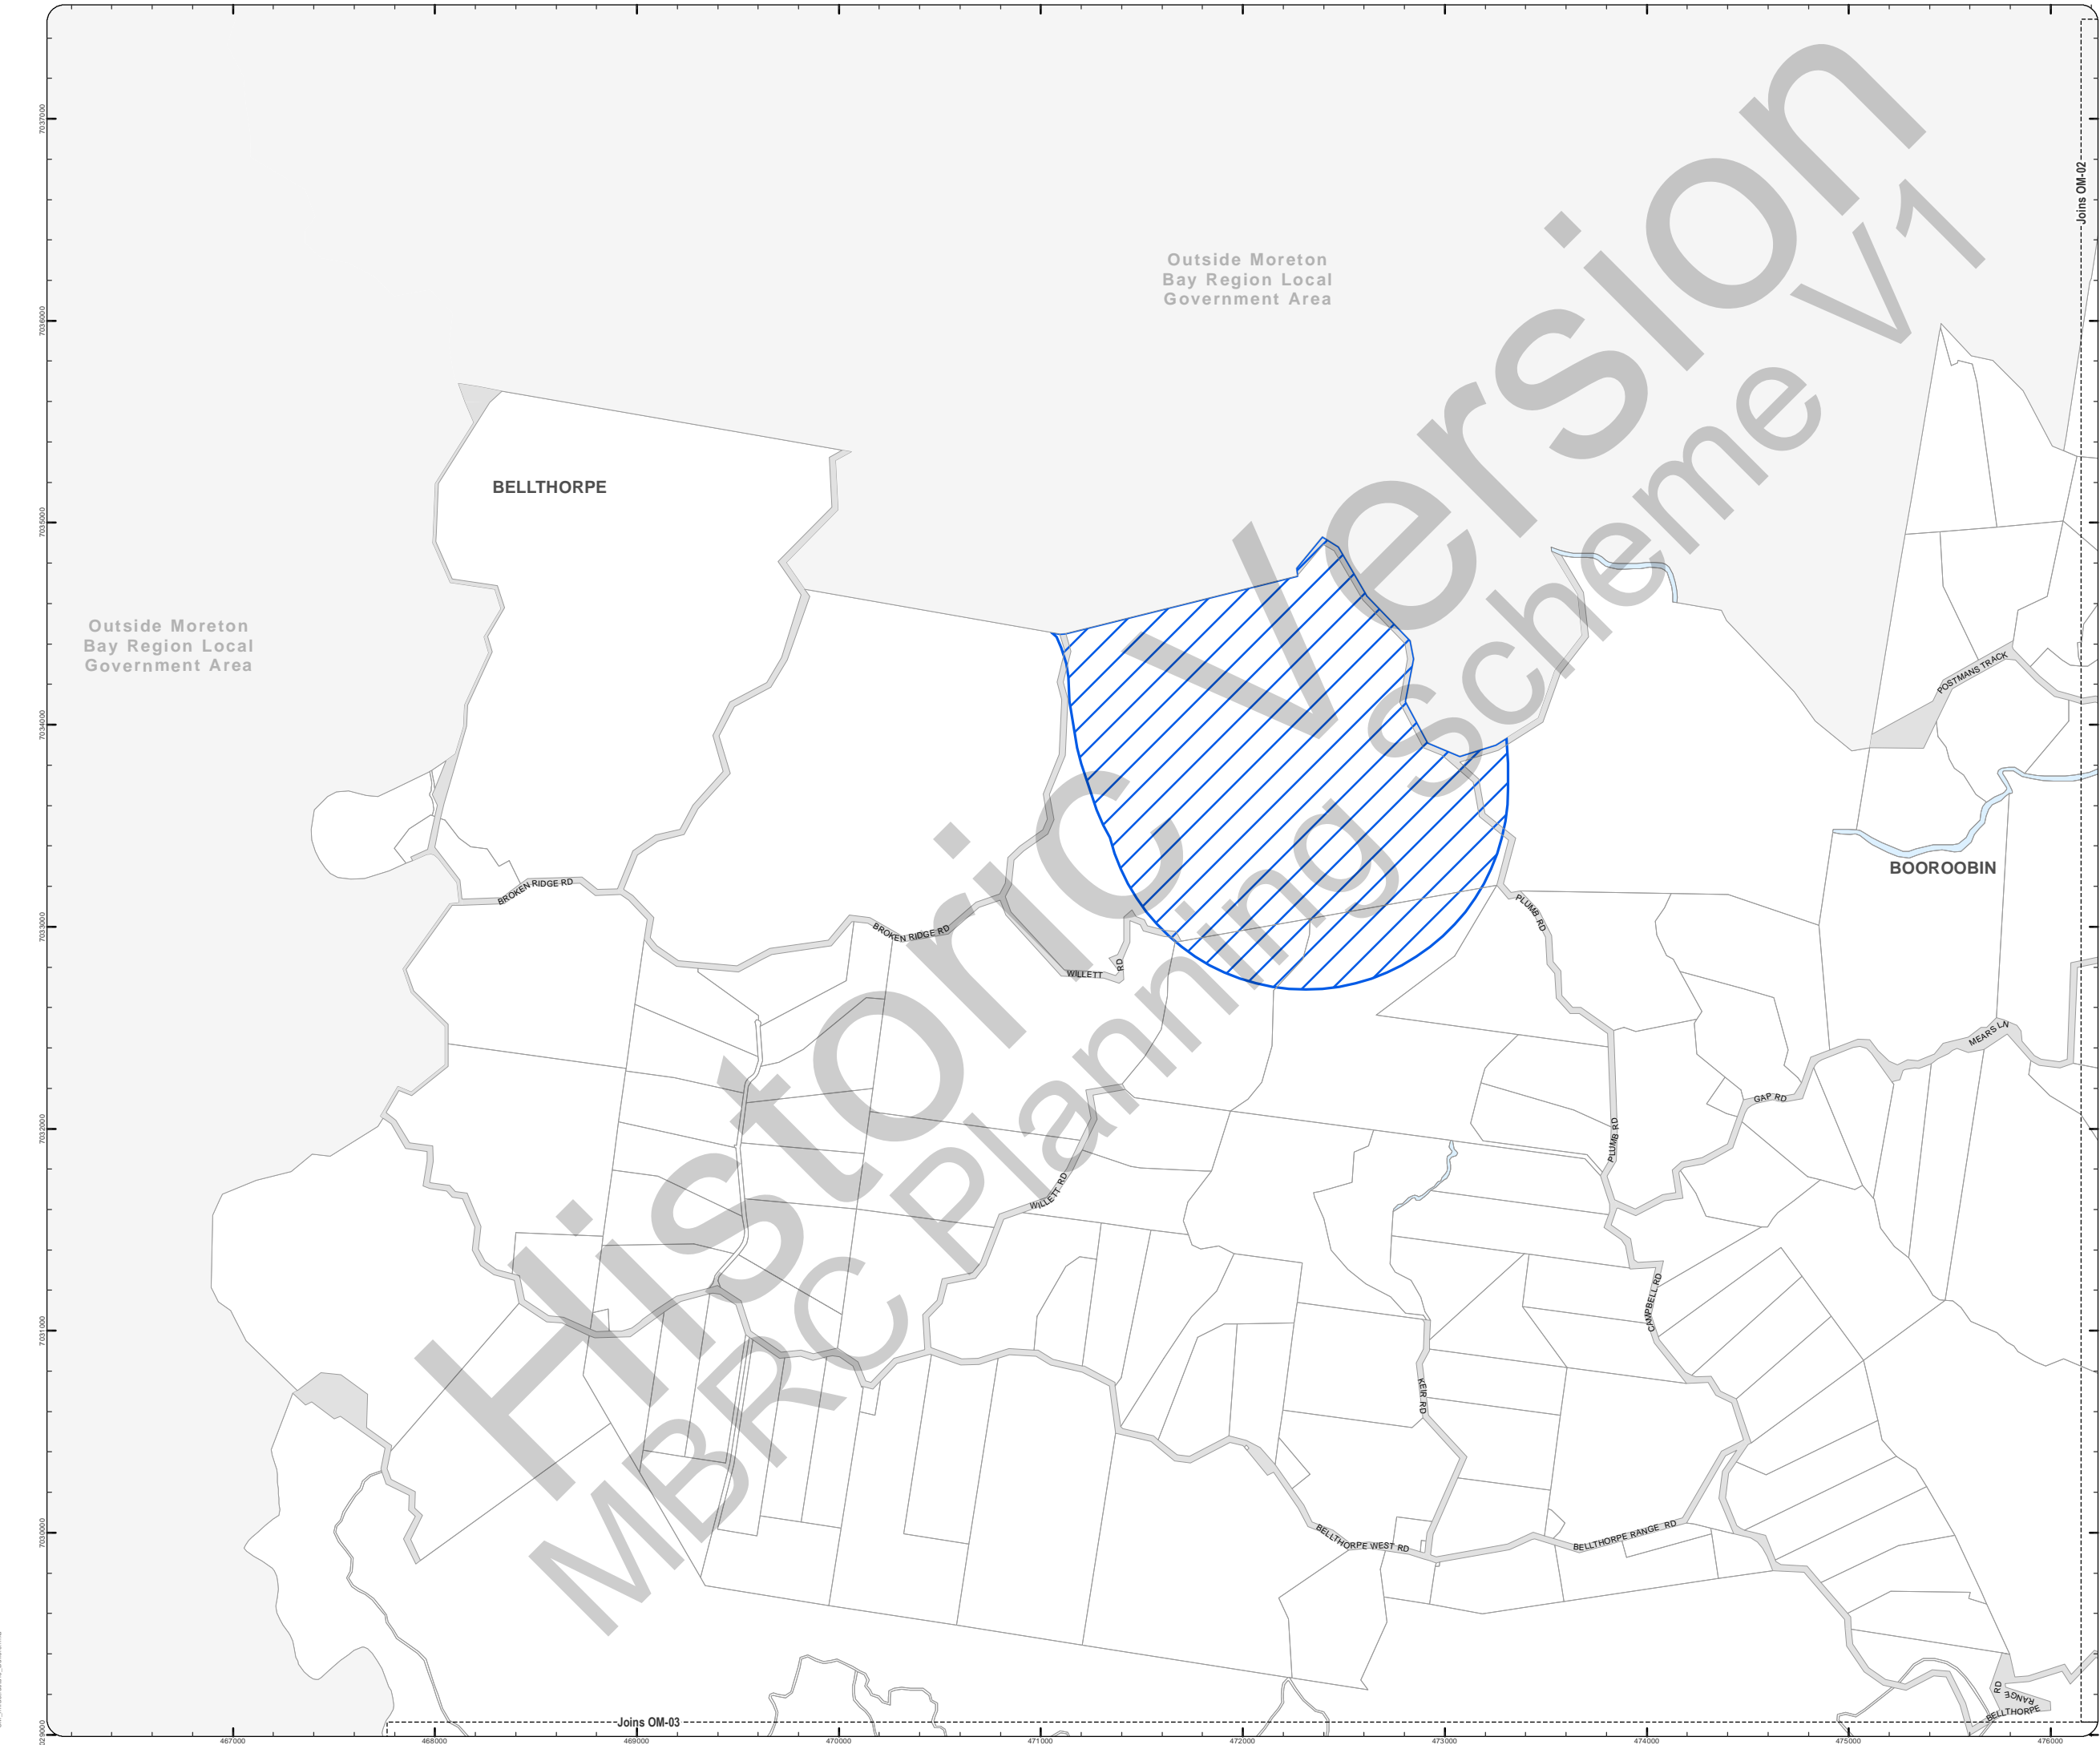 Joins OM-02
7037000
Outside Moreton
Bay Region Local
Government Area
7036000
BELLTHORPE
7035000
Outside Moreton
Bay Region Local
Government Area
POSTMANS TRACK
7034000
BOOROOBIN
BROKEN RIDGE RD
BROKEN RIDGE RD
PLUMB RD
7033000
WILLETT
RD
MEARS LN
GAP RD
7032000
PLUMB RD
WILLETT RD
CAMPBELL RD
7031000
KEIR RD
7030000
BELLTHORPE WEST RD
BELLTHORPE RANGE RD
BELLTHORPE
RANGE
RD
Joins OM-03
467000
468000
469000
470000
471000
472000
473000
474000
475000
476000
Historic Version
MBRC Planning Scheme V1